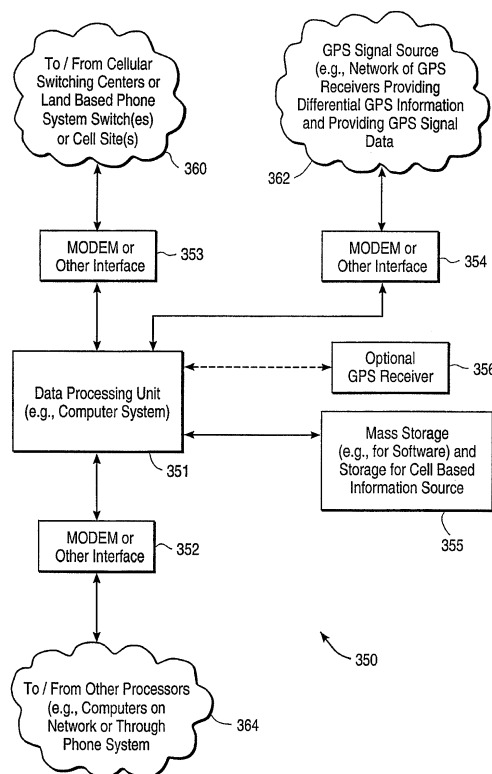 To / From Cellular
Switching Centers or
Land Based Phone
System Switch(es)
or Cell Site(s)
360
GPS Signal Source
(e.g., Network of GPS
Receivers Providing
Differential GPS Information
and Providing GPS Signal
Data
362
MODEM or
Other Interface
353
MODEM or
Other Interface
354
Data Processing Unit
(e.g., Computer System)
351
Optional
GPS Receiver
356
Mass Storage
(e.g., for Software) and
Storage for Cell Based
Information Source
355
MODEM or
Other Interface
352
350
To / From Other Processors
(e.g., Computers on
Network or Through
Phone System
364